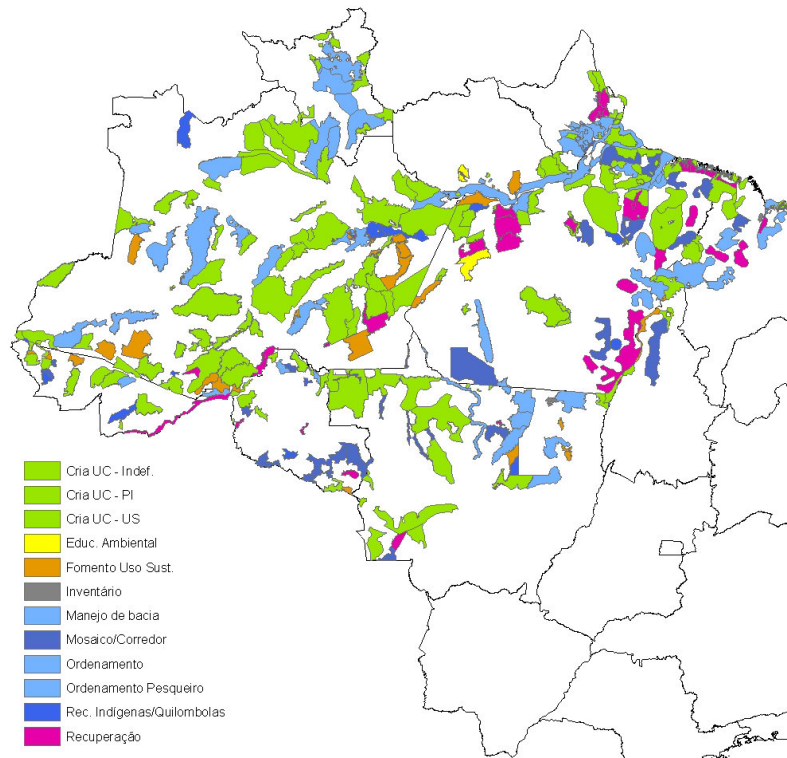 Cria UC - Indef.
Cria UC - PI
Cria UC - US
Educ. Ambiental
Fomento Uso Sust.
Inventário
Manejo de bacia
Mosaico/Corredor
Ordenamento
Ordenamento Pesqueiro
Rec. Indígenas/Quilombolas
Recuperação